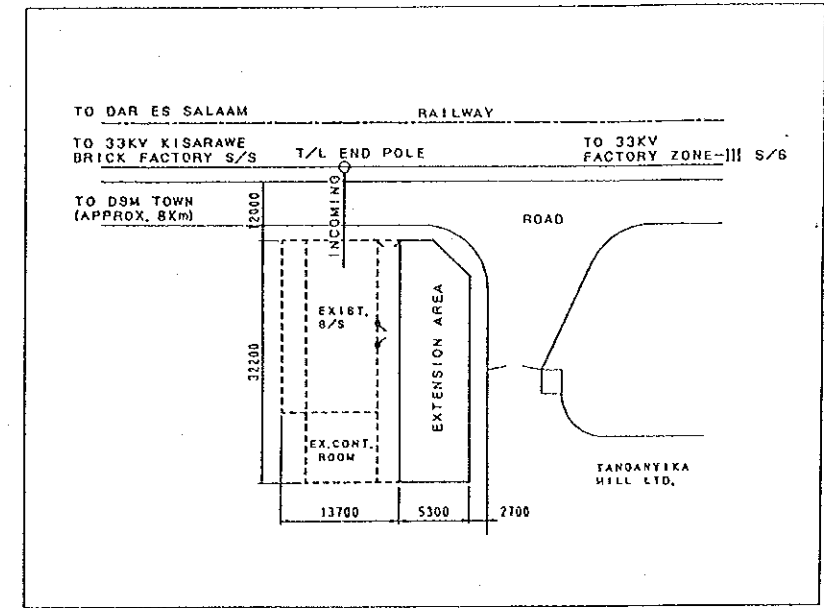 TO DAR ES SALAAM
RAILWAY
TO 33KV KISARAWE
BRICK FACTORY S/S
T/L END POLE
TO 33KV
FACTORY ZONE-III S/S
TO DSM TOWN
(APPROX. 8Km)
ROAD
12000
INCOMING
EXIST.
S/S
EXTENSION AREA
32200
EX.CONT.
ROOM
TANGANYIKA
MILL LTD.
13700
5300
2700